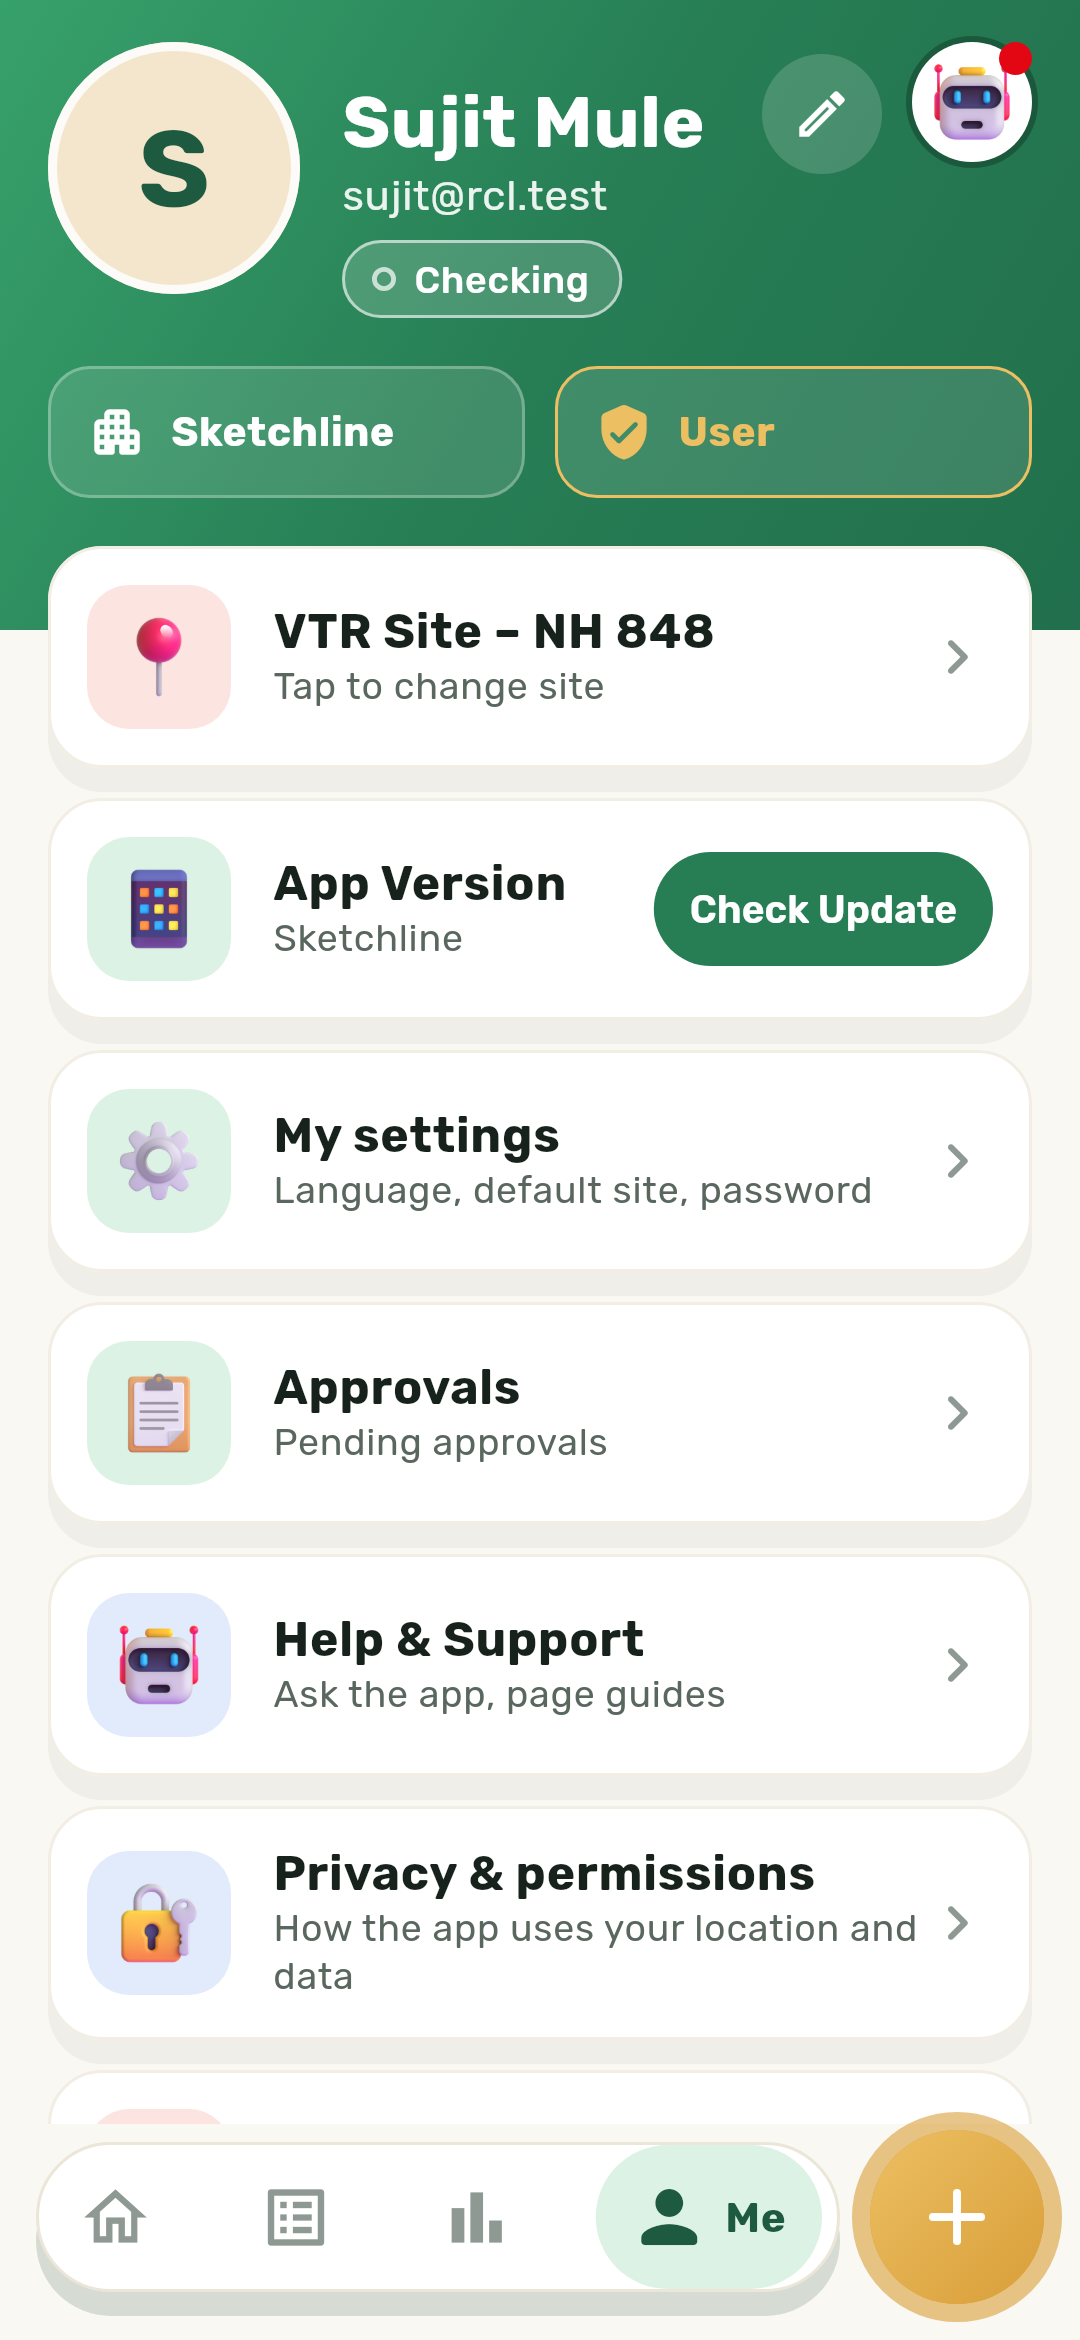 S
Sujit Mule
sujit@rcl.test
Checking
Sketchline
User
VTR Site – NH 848
Tap to change site
App Version
Sketchline
Check Update
My settings
Language, default site, password
Approvals
Pending approvals
Help & Support
Ask the app, page guides
Privacy & permissions
How the app uses your location and
data
Me